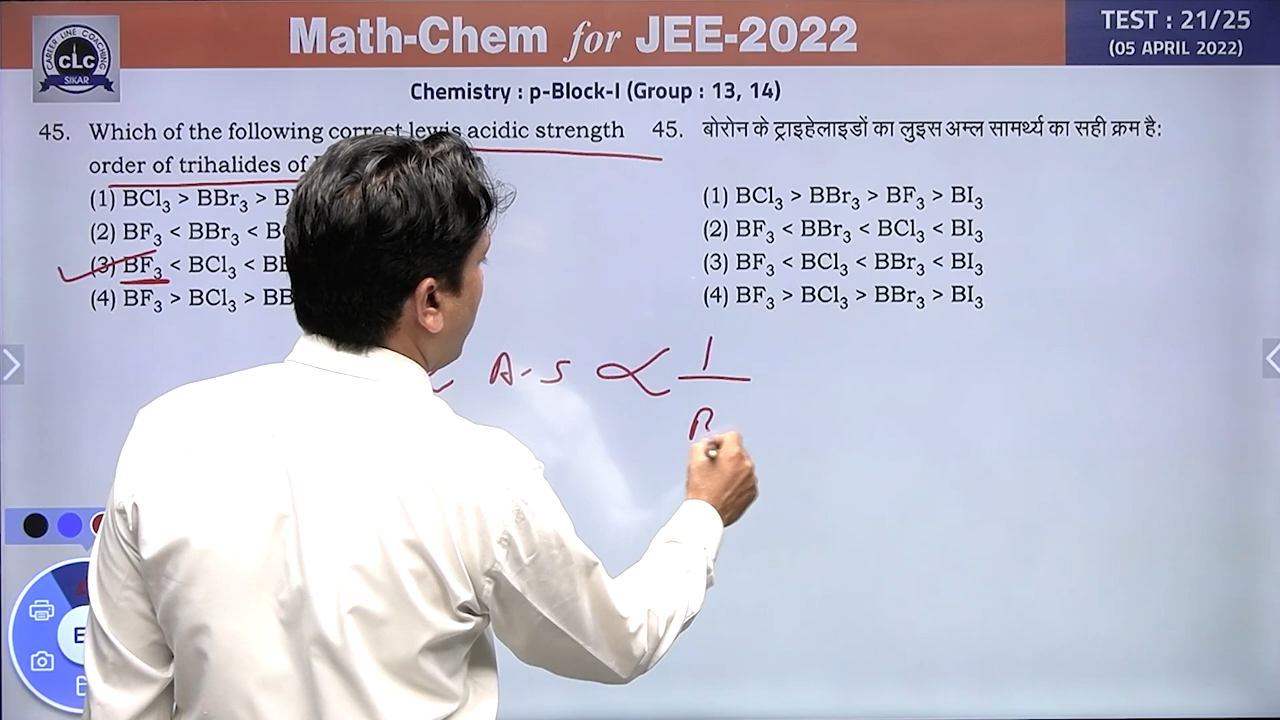 CAREER LINE COACHING
CLC
SIKAR
Math-Chem for JEE-2022
TEST : 21/25
(05 APRIL 2022)
Chemistry : p-Block-I (Group : 13, 14)
45. Which of the following correct lewis acidic strength
order of trihalides of
(1) BCl₃ > BBr₃ >
(2) BF₃ < BBr₃ <
(3) BF₃ < BCl₃ <
(4) BF₃ > BCl₃ >
45. बोरोन के ट्राइहेलाइडों का लुइस अम्ल सामर्थ्य का सही क्रम है:
(1) BCl₃ > BBr₃ > BF₃ > BI₃
(2) BF₃ < BBr₃ < BCl₃ < BI₃
(3) BF₃ < BCl₃ < BBr₃ < BI₃
(4) BF₃ > BCl₃ > BBr₃ > BI₃
A.S ∝ 1